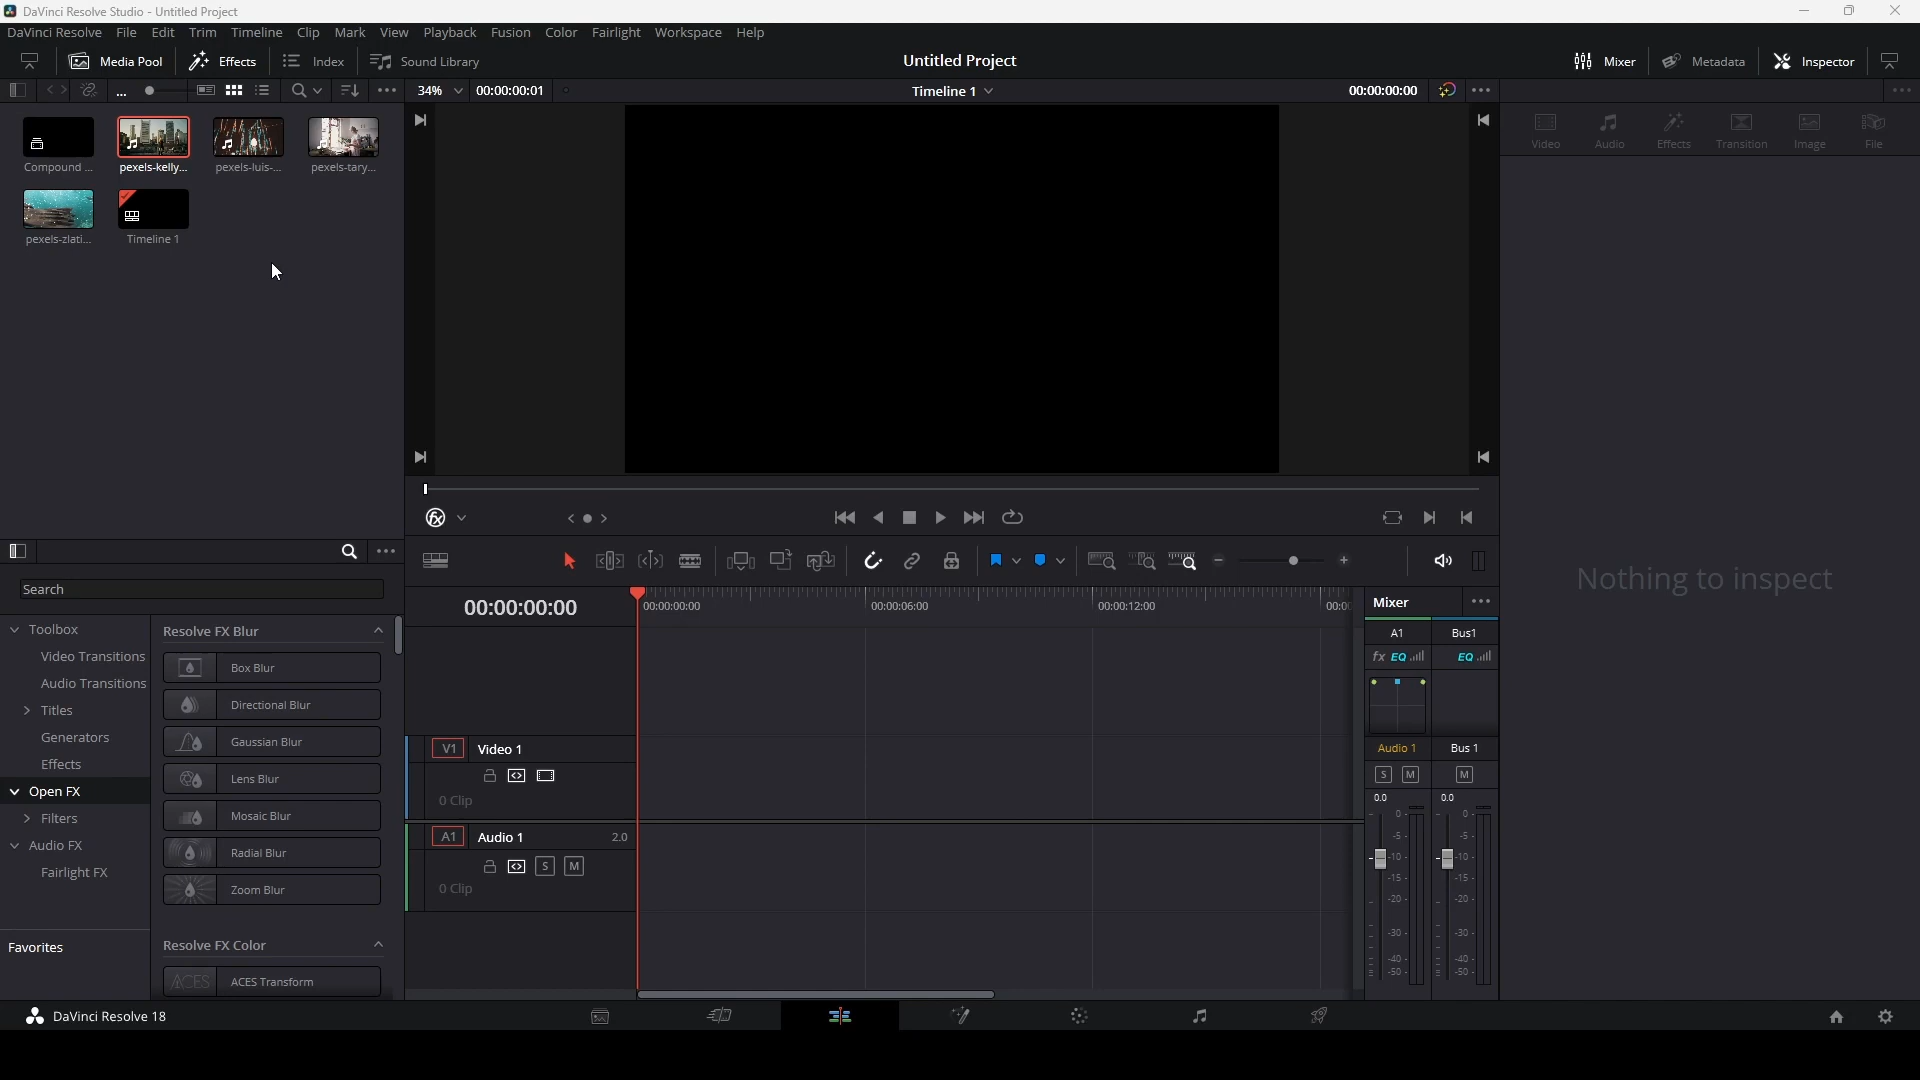 DaVinci Resolve Studio - Untitled Project
DaVinci Resolve File Edit Trim Timeline Clip Mark View Playback Fusion Color Fairlight Workspace Help
Media Pool Effects Index Sound Library Untitled Project Mixer Metadata Inspector
... 34% 00:00:00:01 Timeline 1 00:00:00:00
Video Audio Effects Transition Image File
Compound ... pexels-kelly... pexels-luis-... pexels-tary...
pexels-zlati... Timeline 1
Search
00:00:00:00
00:00:00:00 00:00:06:00 00:00:12:00 00:00
Nothing to inspect
Toolbox
Video Transitions
Audio Transitions
Titles
Generators
Effects
Open FX
Filters
Audio FX
Fairlight FX
Favorites
Resolve FX Blur
Box Blur
Directional Blur
Gaussian Blur
Lens Blur
Mosaic Blur
Radial Blur
Zoom Blur
Resolve FX Color
ACES ACES Transform
V1 Video 1
0 Clip
A1 Audio 1 2.0
S M
0 Clip
Mixer
A1 Bus1
fx EQ EQ
Audio 1 Bus 1
S M M
0.0 0.0
0- 0-
-5- -5-
-10- -10-
-15- -15-
-20- -20-
-30- -30-
-40- -40-
-50- -50-
DaVinci Resolve 18